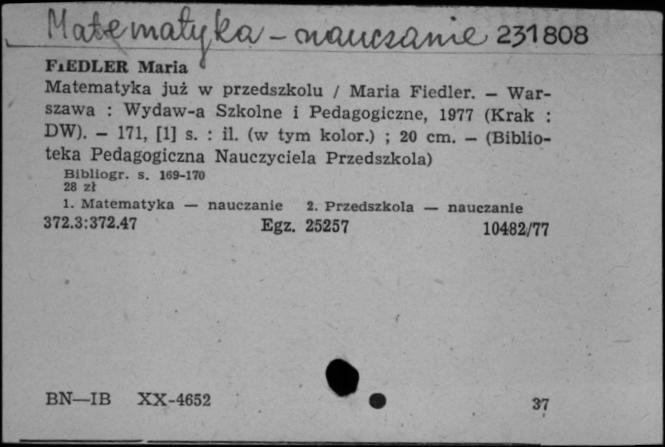 Matematyka – nauczanie 231808
FIEDLER Maria
Matematyka już w przedszkolu / Maria Fiedler. — War-
szawa : Wydaw-a Szkolne i Pedagogiczne, 1977 (Krak :
DW). — 171, [1] s. : il. (w tym kolor.) ; 20 cm. — (Biblio-
teka Pedagogiczna Nauczyciela Przedszkola)
Bibliogr. s. 169-170
28 zł
1. Matematyka — nauczanie 2. Przedszkola — nauczanie
372.3:372.47 Egz. 25257 10482/77
BN—IB XX-4652 37